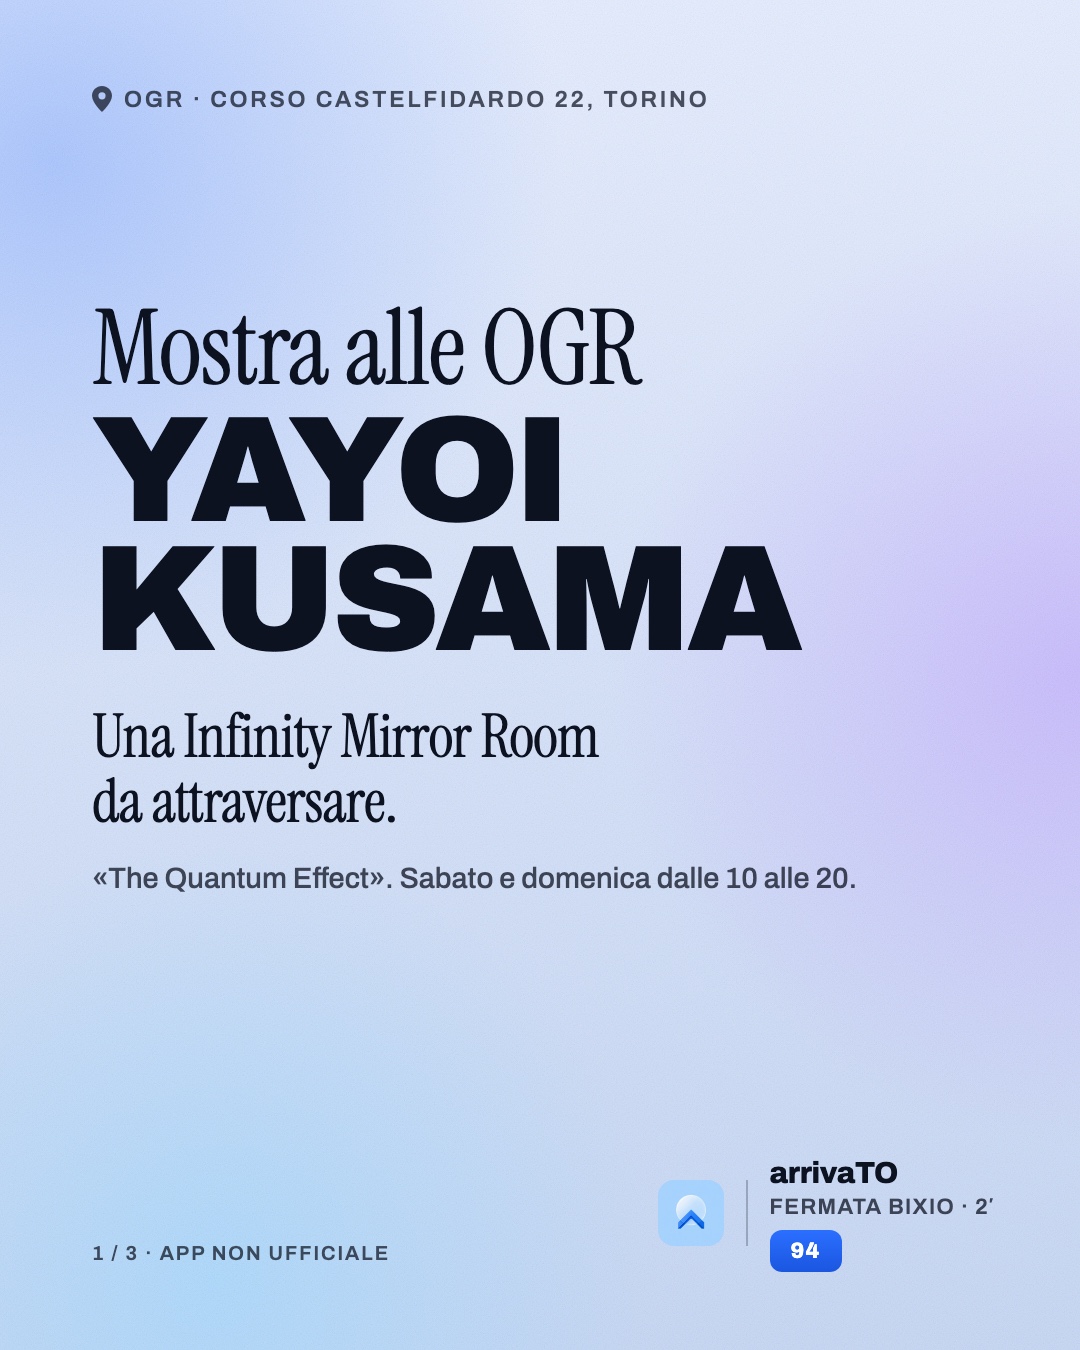 OGR · CORSO CASTELFIDARDO 22, TORINO
Mostra alle OGR
YAYOI
KUSAMA
Una Infinity Mirror Room
da attraversare.
«The Quantum Effect». Sabato e domenica dalle 10 alle 20.
arrivaTO
FERMATA BIXIO · 2′
94
1 / 3 · APP NON UFFICIALE